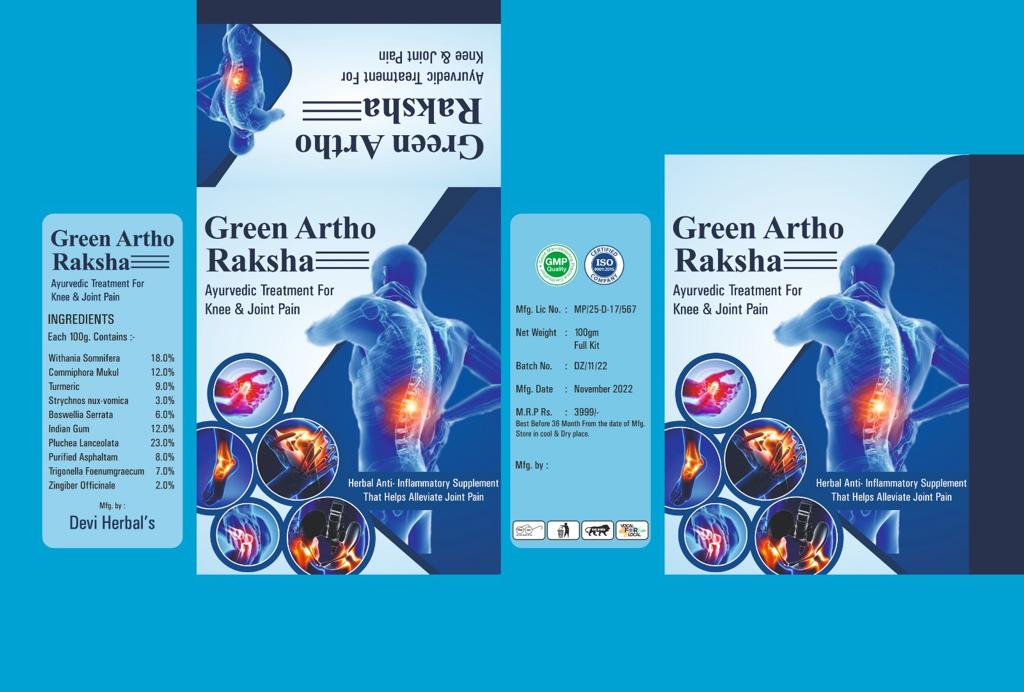 Green Artho
Raksha
Ayurvedic Treatment For
Knee & Joint Pain
Green Artho
Raksha
Ayurvedic Treatment For
Knee & Joint Pain
INGREDIENTS
Each 100g. Contains :-
Withania Somnifera 18.0%
Commiphora Mukul 12.0%
Turmeric 9.0%
Strychnos nux-vomica 3.0%
Boswellia Serrata 6.0%
Indian Gum 12.0%
Pluchea Lanceolata 23.0%
Purified Asphaltam 8.0%
Trigonella Foenumgraecum 7.0%
Zingiber Officinale 2.0%
Mfg. by :
Devi Herbal's
Green Artho
Raksha
Ayurvedic Treatment For
Knee & Joint Pain
Herbal Anti- Inflammatory Supplement
That Helps Alleviate Joint Pain
GMP
Quality
CERTIFIED
ISO
9001:2015
COMPANY
Mfg. Lic No. : MP/25-D-17/567
Net Weight : 100gm
Full Kit
Batch No. : DZ/11/22
Mfg. Date : November 2022
M.R.P Rs. : 3999/-
Best Before 36 Month From the date of Mfg.
Store in cool & Dry place.
Mfg. by :
VOCAL
FOR
LOCAL
Green Artho
Raksha
Ayurvedic Treatment For
Knee & Joint Pain
Herbal Anti- Inflammatory Supplement
That Helps Alleviate Joint Pain